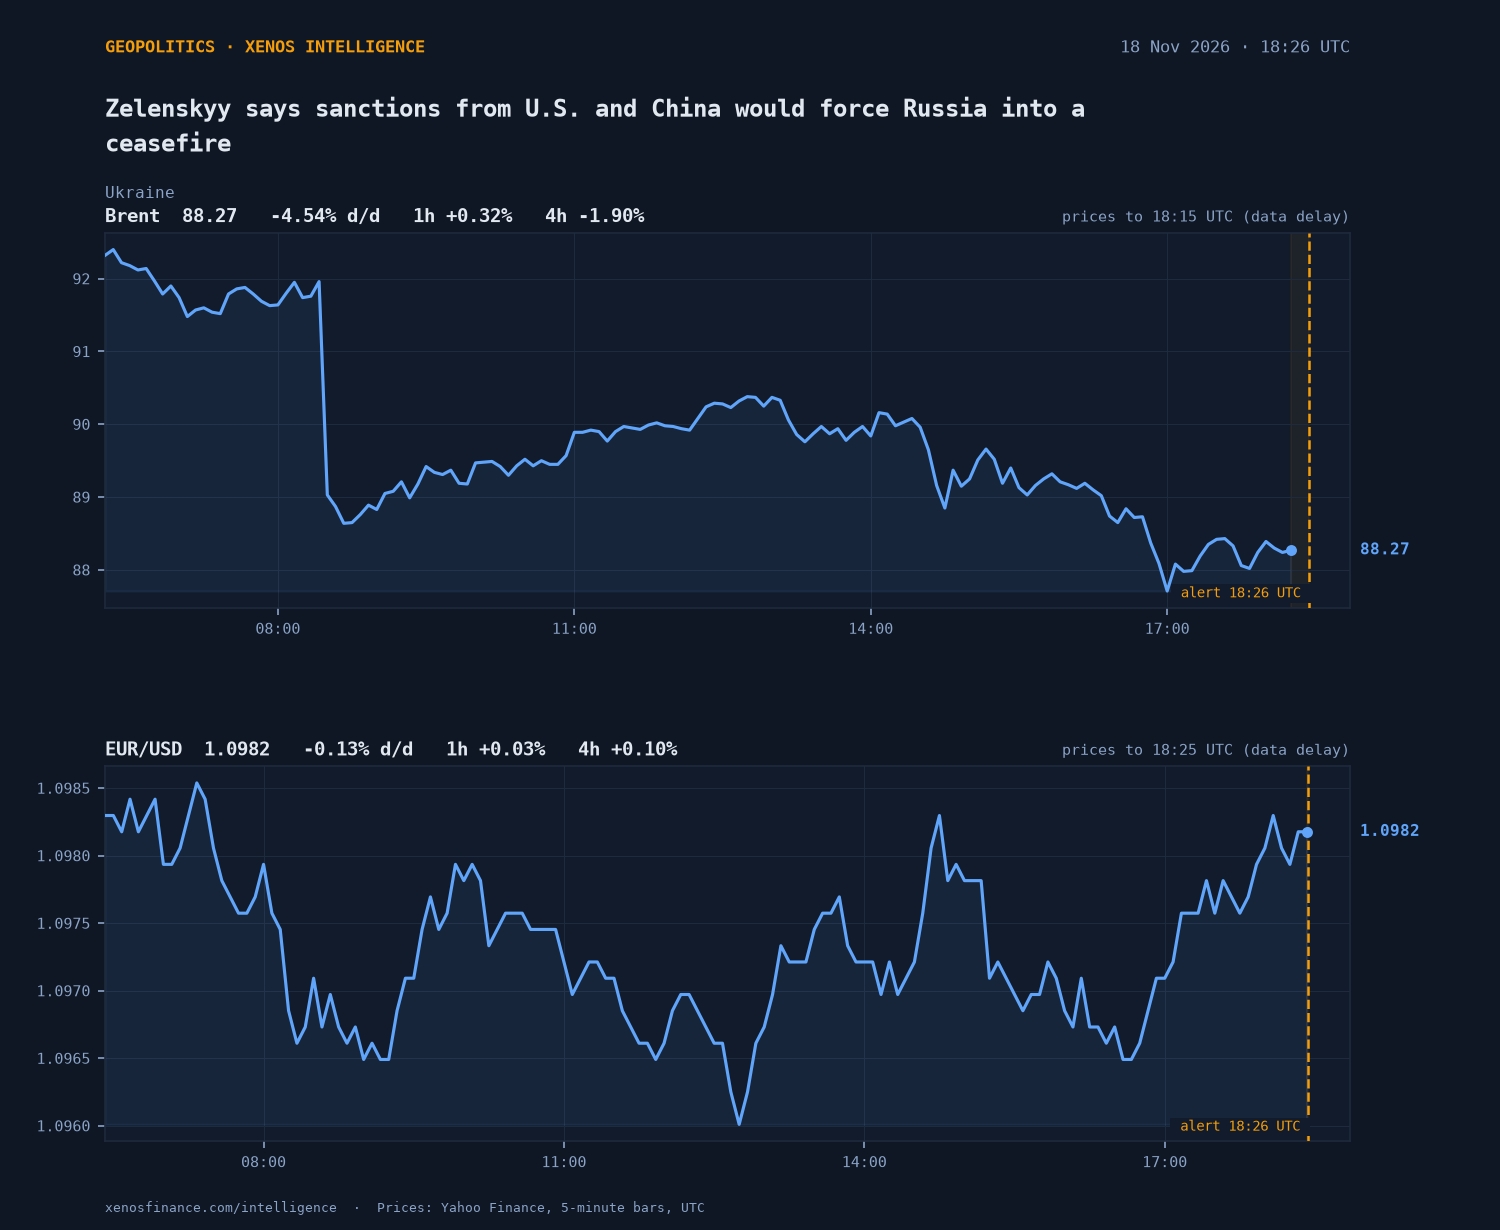 GEOPOLITICS · XENOS INTELLIGENCE
18 Nov 2026 · 18:26 UTC
Zelenskyy says sanctions from U.S. and China would force Russia into a
ceasefire
Ukraine
Brent 88.27 -4.54% d/d 1h +0.32% 4h -1.90%
prices to 18:15 UTC (data delay)
92
91
90
89
88
88.27
alert 18:26 UTC
08:00 11:00 14:00 17:00
EUR/USD 1.0982 -0.13% d/d 1h +0.03% 4h +0.10%
prices to 18:25 UTC (data delay)
1.0985
1.0980
1.0975
1.0970
1.0965
1.0960
1.0982
alert 18:26 UTC
08:00 11:00 14:00 17:00
xenosfinance.com/intelligence · Prices: Yahoo Finance, 5-minute bars, UTC